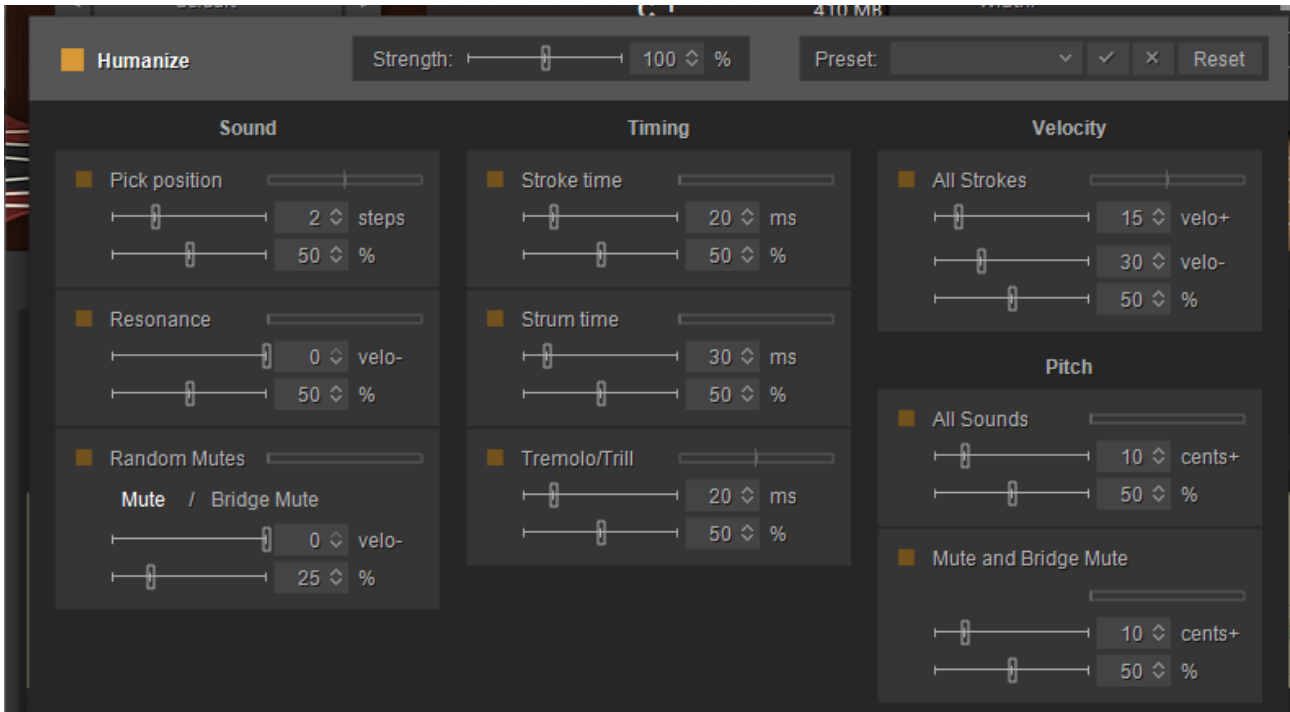 410 MB
Humanize
Strength: 100 %
Preset: Reset
Sound
Pick position
2 steps
50 %
Resonance
0 velo-
50 %
Random Mutes
Mute / Bridge Mute
0 velo-
25 %
Timing
Stroke time
20 ms
50 %
Strum time
30 ms
50 %
Tremolo/Trill
20 ms
50 %
Velocity
All Strokes
15 velo+
30 velo-
50 %
Pitch
All Sounds
10 cents+
50 %
Mute and Bridge Mute
10 cents+
50 %